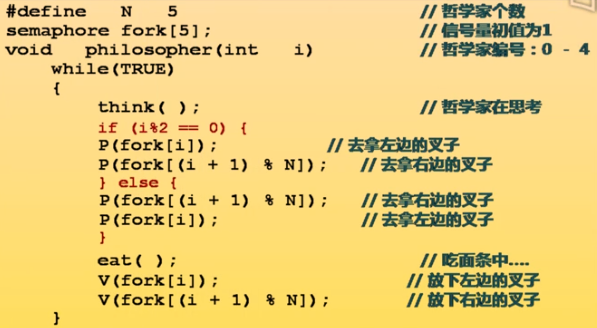 #define N 5 // 哲学家个数
semaphore fork[5]; // 信号量初值为1
void philosopher(int i) // 哲学家编号：0 - 4
while(TRUE)
{
think( ); // 哲学家在思考
if (i%2 == 0) {
P(fork[i]); // 去拿左边的叉子
P(fork[(i + 1) % N]); // 去拿右边的叉子
} else {
P(fork[(i + 1) % N]); // 去拿右边的叉子
P(fork[i]); // 去拿左边的叉子
}
eat( ); // 吃面条中....
V(fork[i]); // 放下左边的叉子
V(fork[(i + 1) % N]); // 放下右边的叉子
}